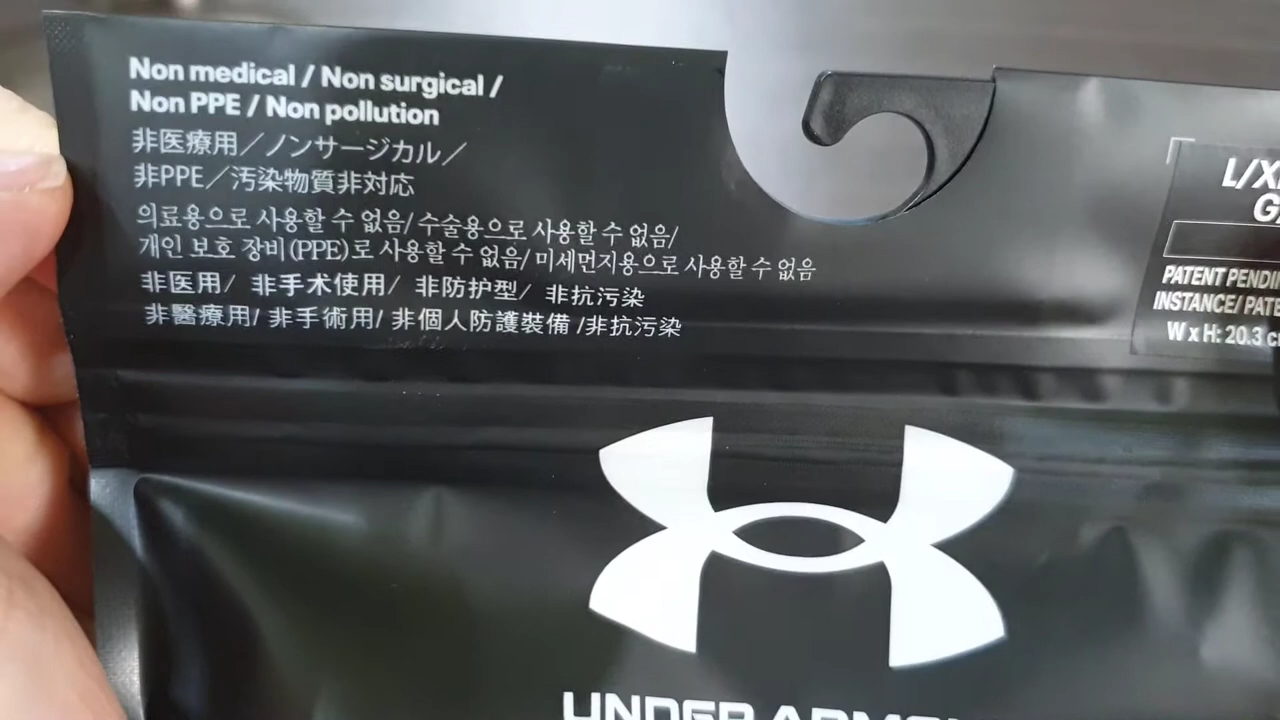 Non medical / Non surgical /
Non PPE / Non pollution
非医療用／ノンサージカル／
非PPE／汚染物質非対応
의료용으로 사용할 수 없음/ 수술용으로 사용할 수 없음/
개인 보호 장비(PPE)로 사용할 수 없음/ 미세먼지용으로 사용할 수 없음
非医用/ 非手术使用/ 非防护型/ 非抗污染
非醫療用/ 非手術用/ 非個人防護裝備 /非抗污染
PATENT
W x H: 20.3
UNDER